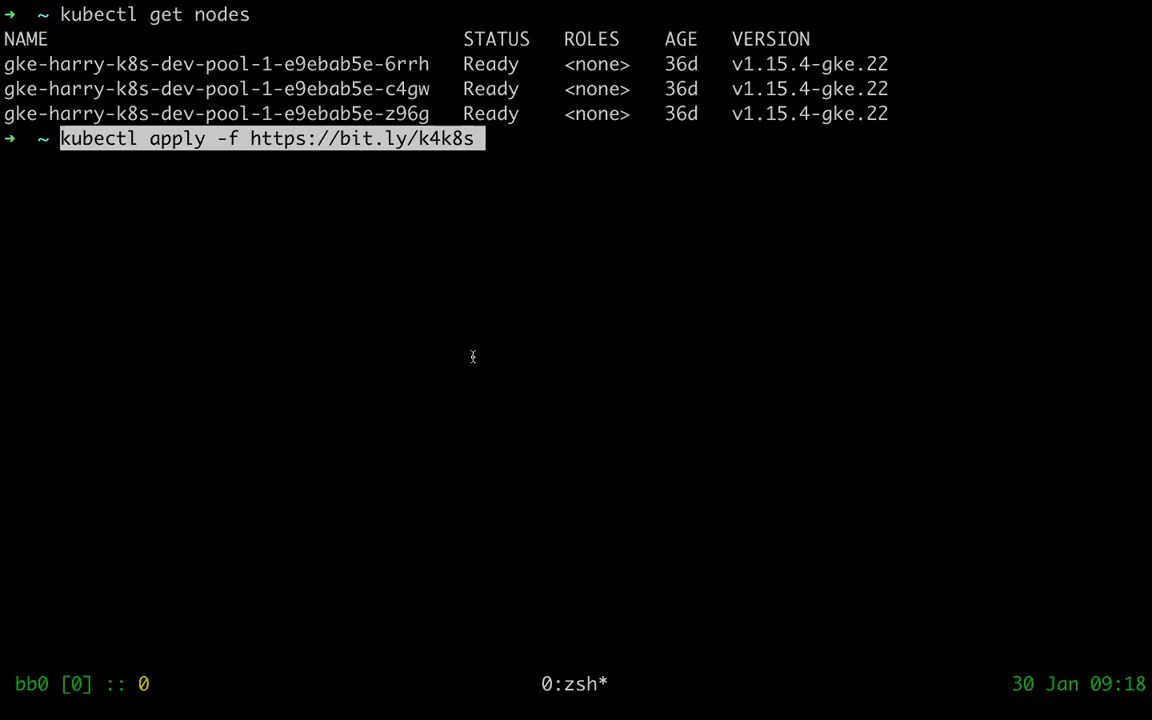 ➜  ~ kubectl get nodes
NAME STATUS ROLES AGE VERSION
gke-harry-k8s-dev-pool-1-e9ebab5e-6rrh Ready <none> 36d v1.15.4-gke.22
gke-harry-k8s-dev-pool-1-e9ebab5e-c4gw Ready <none> 36d v1.15.4-gke.22
gke-harry-k8s-dev-pool-1-e9ebab5e-z96g Ready <none> 36d v1.15.4-gke.22
➜  ~ kubectl apply -f https://bit.ly/k4k8s
bb0 [0] :: 0 0:zsh* 30 Jan 09:18